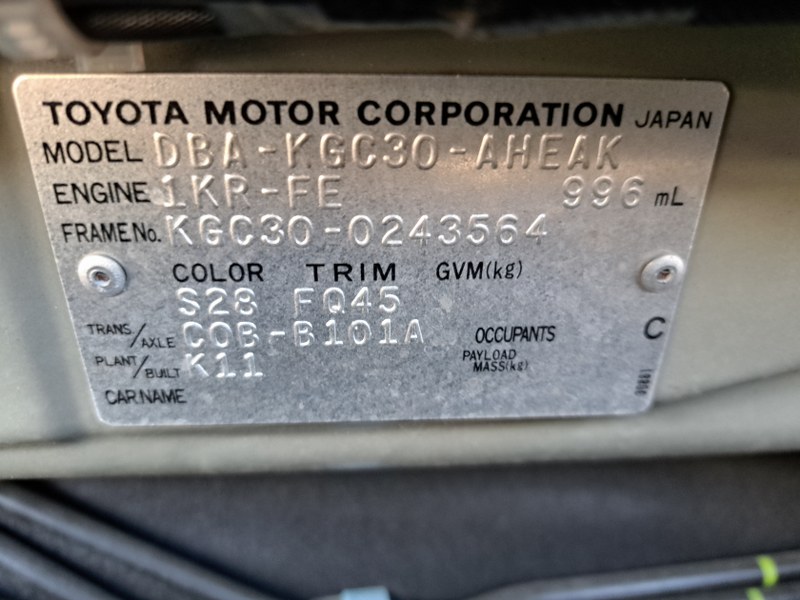 TOYOTA MOTOR CORPORATION JAPAN
MODEL DBA-KGC30-AHEAK
ENGINE 1KR-FE 996 mL
FRAME No. KGC30-0243564
COLOR TRIM GVM(kg)
S28 FQ45
TRANS/AXLE COB-B101A OCCUPANTS C
PLANT/BUILT K11 PAYLOAD MASS(kg)
CAR NAME